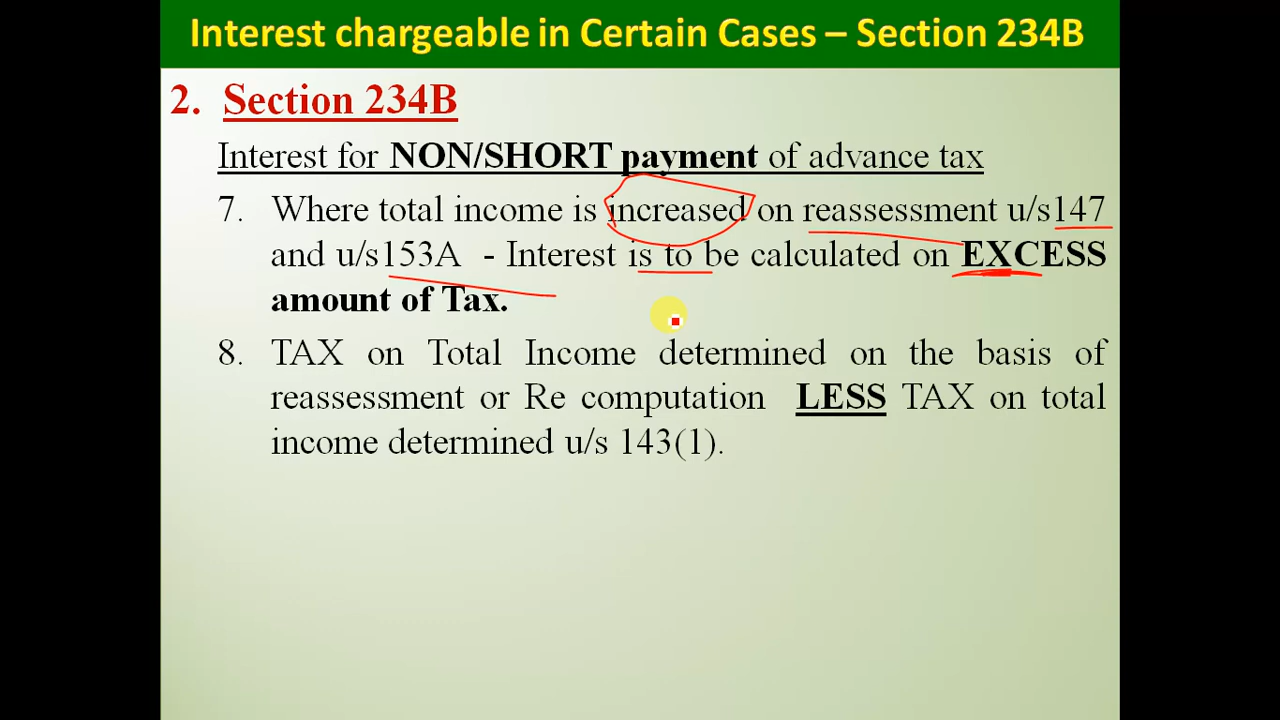 Interest chargeable in Certain Cases – Section 234B
2. Section 234B
Interest for NON/SHORT payment of advance tax
7. Where total income is increased on reassessment u/s147
and u/s153A - Interest is to be calculated on EXCESS
amount of Tax.
8. TAX on Total Income determined on the basis of
reassessment or Re computation LESS TAX on total
income determined u/s 143(1).